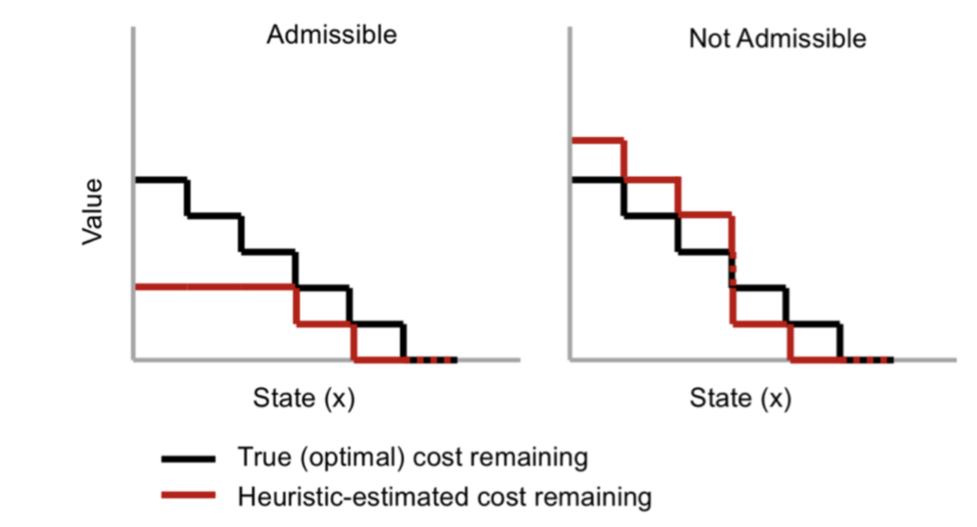 Admissible
Not Admissible
Value
State (x)
State (x)
True (optimal) cost remaining
Heuristic-estimated cost remaining